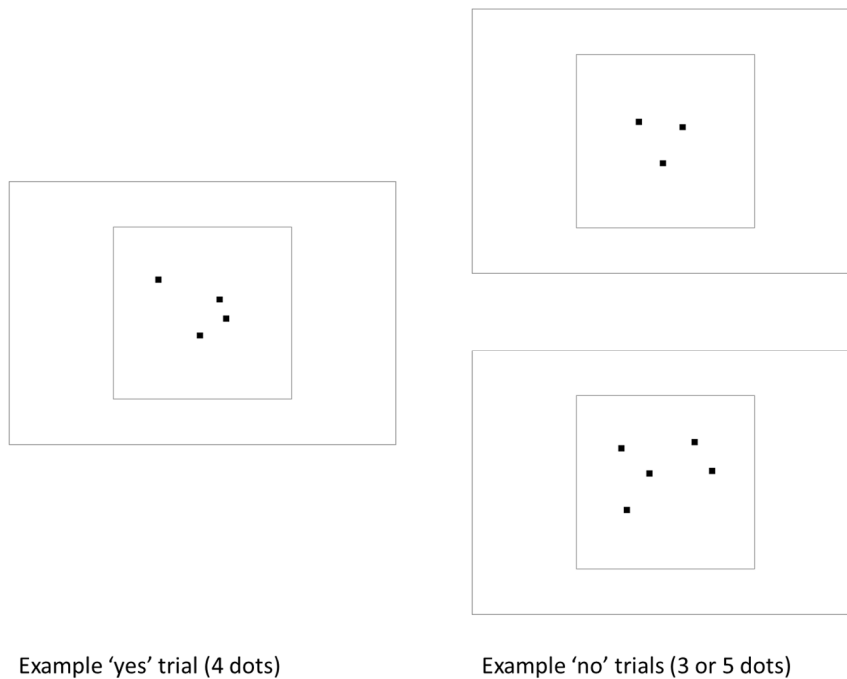 Example ‘yes’ trial (4 dots)
Example ‘no’ trials (3 or 5 dots)